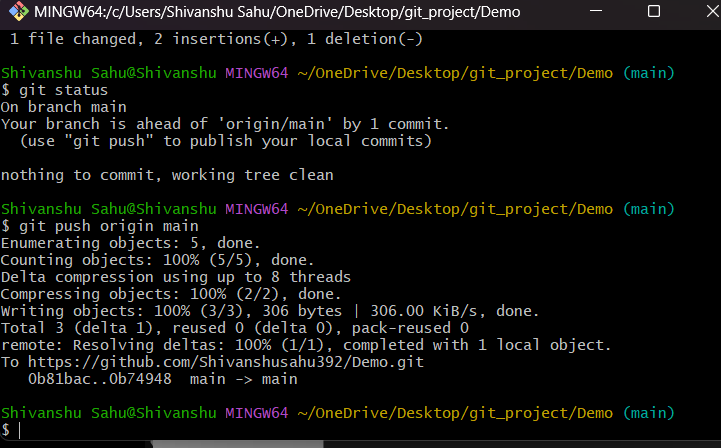 MINGW64:/c/Users/Shivanshu Sahu/OneDrive/Desktop/git_project/Demo
1 file changed, 2 insertions(+), 1 deletion(-)
Shivanshu Sahu@Shivanshu MINGW64 ~/OneDrive/Desktop/git_project/Demo (main)
$ git status
On branch main
Your branch is ahead of 'origin/main' by 1 commit.
(use "git push" to publish your local commits)
nothing to commit, working tree clean
Shivanshu Sahu@Shivanshu MINGW64 ~/OneDrive/Desktop/git_project/Demo (main)
$ git push origin main
Enumerating objects: 5, done.
Counting objects: 100% (5/5), done.
Delta compression using up to 8 threads
Compressing objects: 100% (2/2), done.
Writing objects: 100% (3/3), 306 bytes | 306.00 KiB/s, done.
Total 3 (delta 1), reused 0 (delta 0), pack-reused 0
remote: Resolving deltas: 100% (1/1), completed with 1 local object.
To https://github.com/Shivanshusahu392/Demo.git
0b81bac..0b74948  main -> main
Shivanshu Sahu@Shivanshu MINGW64 ~/OneDrive/Desktop/git_project/Demo (main)
$